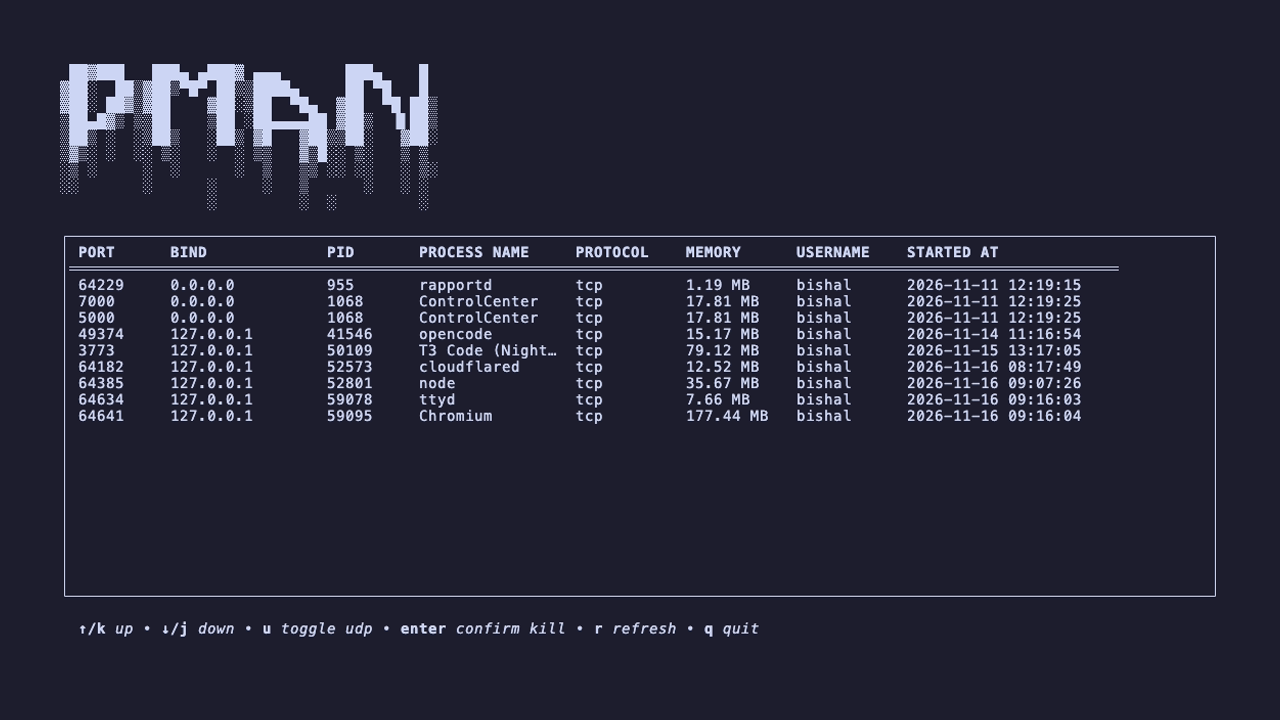 PMAN
PORT BIND PID PROCESS NAME PROTOCOL MEMORY USERNAME STARTED AT
64229 0.0.0.0 955 rapportd tcp 1.19 MB bishal 2026-11-11 12:19:15
7000 0.0.0.0 1068 ControlCenter tcp 17.81 MB bishal 2026-11-11 12:19:25
5000 0.0.0.0 1068 ControlCenter tcp 17.81 MB bishal 2026-11-11 12:19:25
49374 127.0.0.1 41546 opencode tcp 15.17 MB bishal 2026-11-14 11:16:54
3773 127.0.0.1 50109 T3 Code (Night… tcp 79.12 MB bishal 2026-11-15 13:17:05
64182 127.0.0.1 52573 cloudflared tcp 12.52 MB bishal 2026-11-16 08:17:49
64385 127.0.0.1 52801 node tcp 35.67 MB bishal 2026-11-16 09:07:26
64634 127.0.0.1 59078 ttyd tcp 7.66 MB bishal 2026-11-16 09:16:03
64641 127.0.0.1 59095 Chromium tcp 177.44 MB bishal 2026-11-16 09:16:04
↑/k up • ↓/j down • u toggle udp • enter confirm kill • r refresh • q quit